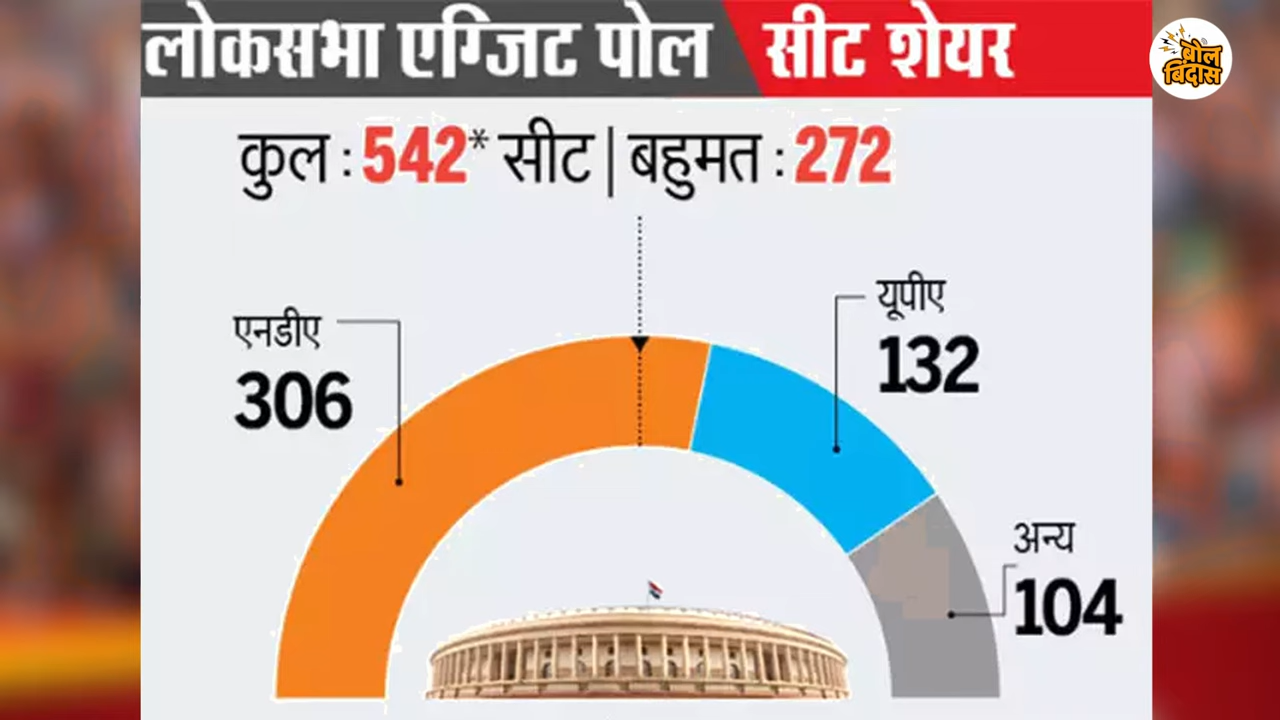 लोकसभा एग्जिट पोल सीट शेयर
बोल
बिंदास
कुल : 542* सीट | बहुमत : 272
एनडीए
306
यूपीए
132
अन्य
104